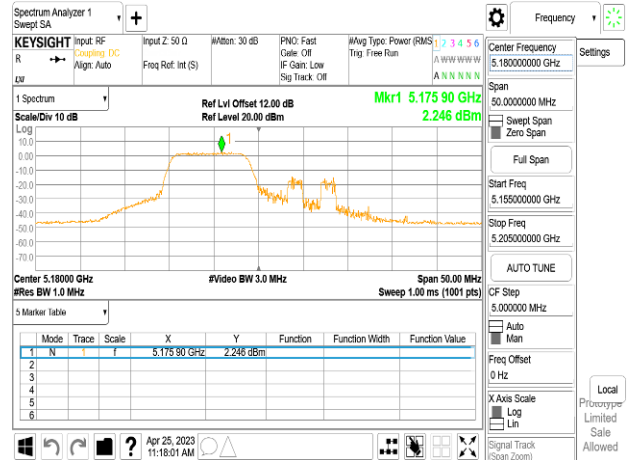 Spectrum Analyzer 1
Swept SA
KEYSIGHT Input: RF Input Z: 50 Ω #Atten: 30 dB PNO: Fast #Avg Type: Power (RMS 1 2 3 4 5 6
R Coupling: DC Gate: Off Trig: Free Run A W W W W W
Align: Auto Freq Ref: Int (S) IF Gain: Low
Sig Track: Off A N N N N N
1 Spectrum
Scale/Div 10 dB
Ref Lvl Offset 12.00 dB
Ref Level 20.00 dBm
Mkr1 5.175 90 GHz
2.246 dBm
Log
1
10.0
0.00
-10.0
-20.0
-30.0
-40.0
-50.0
-60.0
-70.0
Center 5.18000 GHz #Video BW 3.0 MHz Span 50.00 MHz
#Res BW 1.0 MHz Sweep 1.00 ms (1001 pts)
5 Marker Table
Mode Trace Scale X Y Function Function Width Function Value
1 N 1 f 5.175 90 GHz 2.246 dBm
2
3
4
5
6
?
Apr 25, 2023
11:18:01 AM
Frequency
Settings
Center Frequency
5.180000000 GHz
Span
50.0000000 MHz
Swept Span
Zero Span
Full Span
Start Freq
5.155000000 GHz
Stop Freq
5.205000000 GHz
AUTO TUNE
CF Step
5.000000 MHz
Auto
Man
Freq Offset
0 Hz
X Axis Scale
Log
Lin
Signal Track
(Span Zoom)
Local
Prototype
Limited
Sale
Allowed